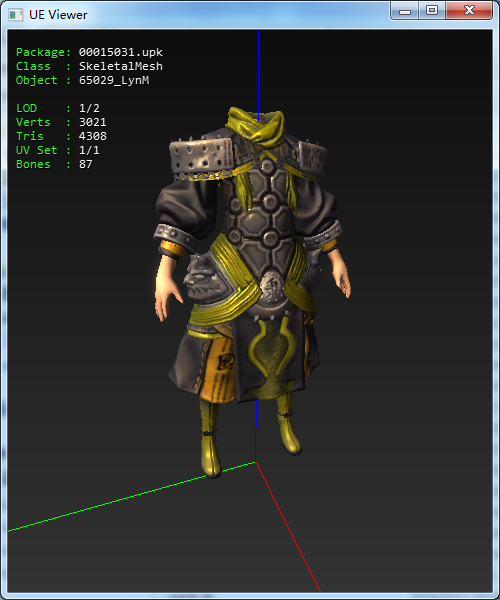 UE Viewer
Package: 00015031.upk
Class : SkeletalMesh
Object : 65029_LynM
LOD : 1/2
Verts : 3021
Tris : 4308
UV Set : 1/1
Bones : 87